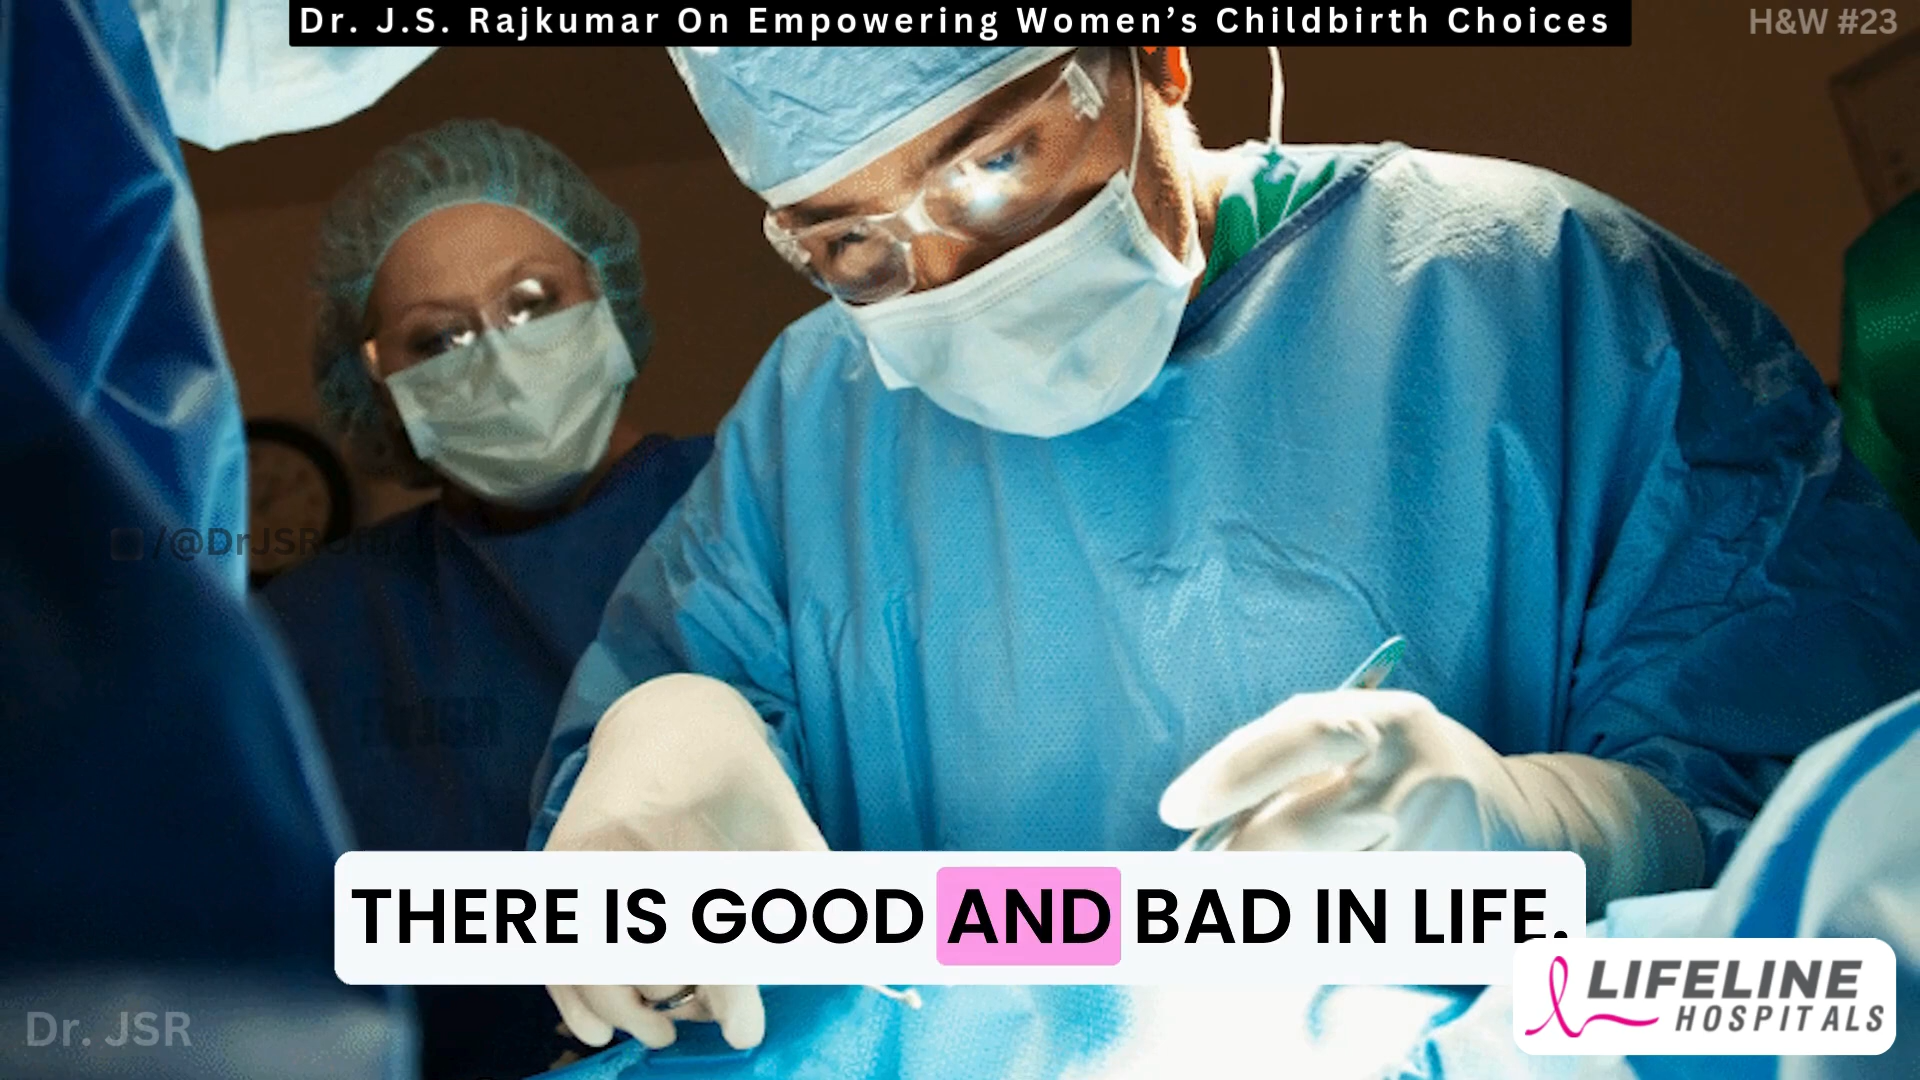 Dr. J.S. Rajkumar On Empowering Women's Childbirth Choices
H&W #23
THERE IS GOOD AND BAD IN LIFE.
LIFELINE
HOSPITALS
Dr. JSR